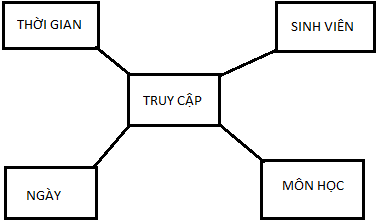 THỜI GIAN
SINH VIÊN
TRUY CẬP
NGÀY
MÔN HỌC